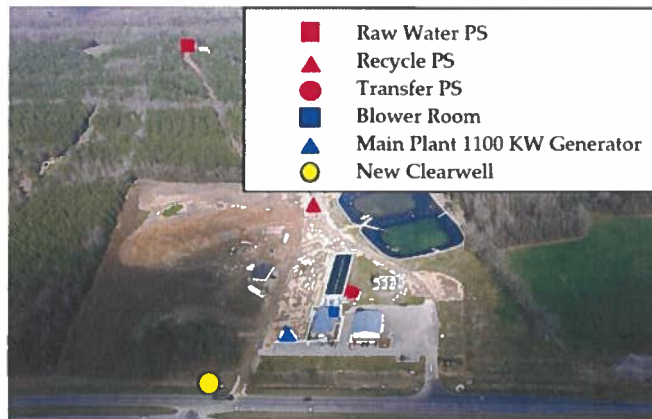 Raw Water PS
Recycle PS
Transfer PS
Blower Room
Main Plant 1100 KW Generator
New Clearwell